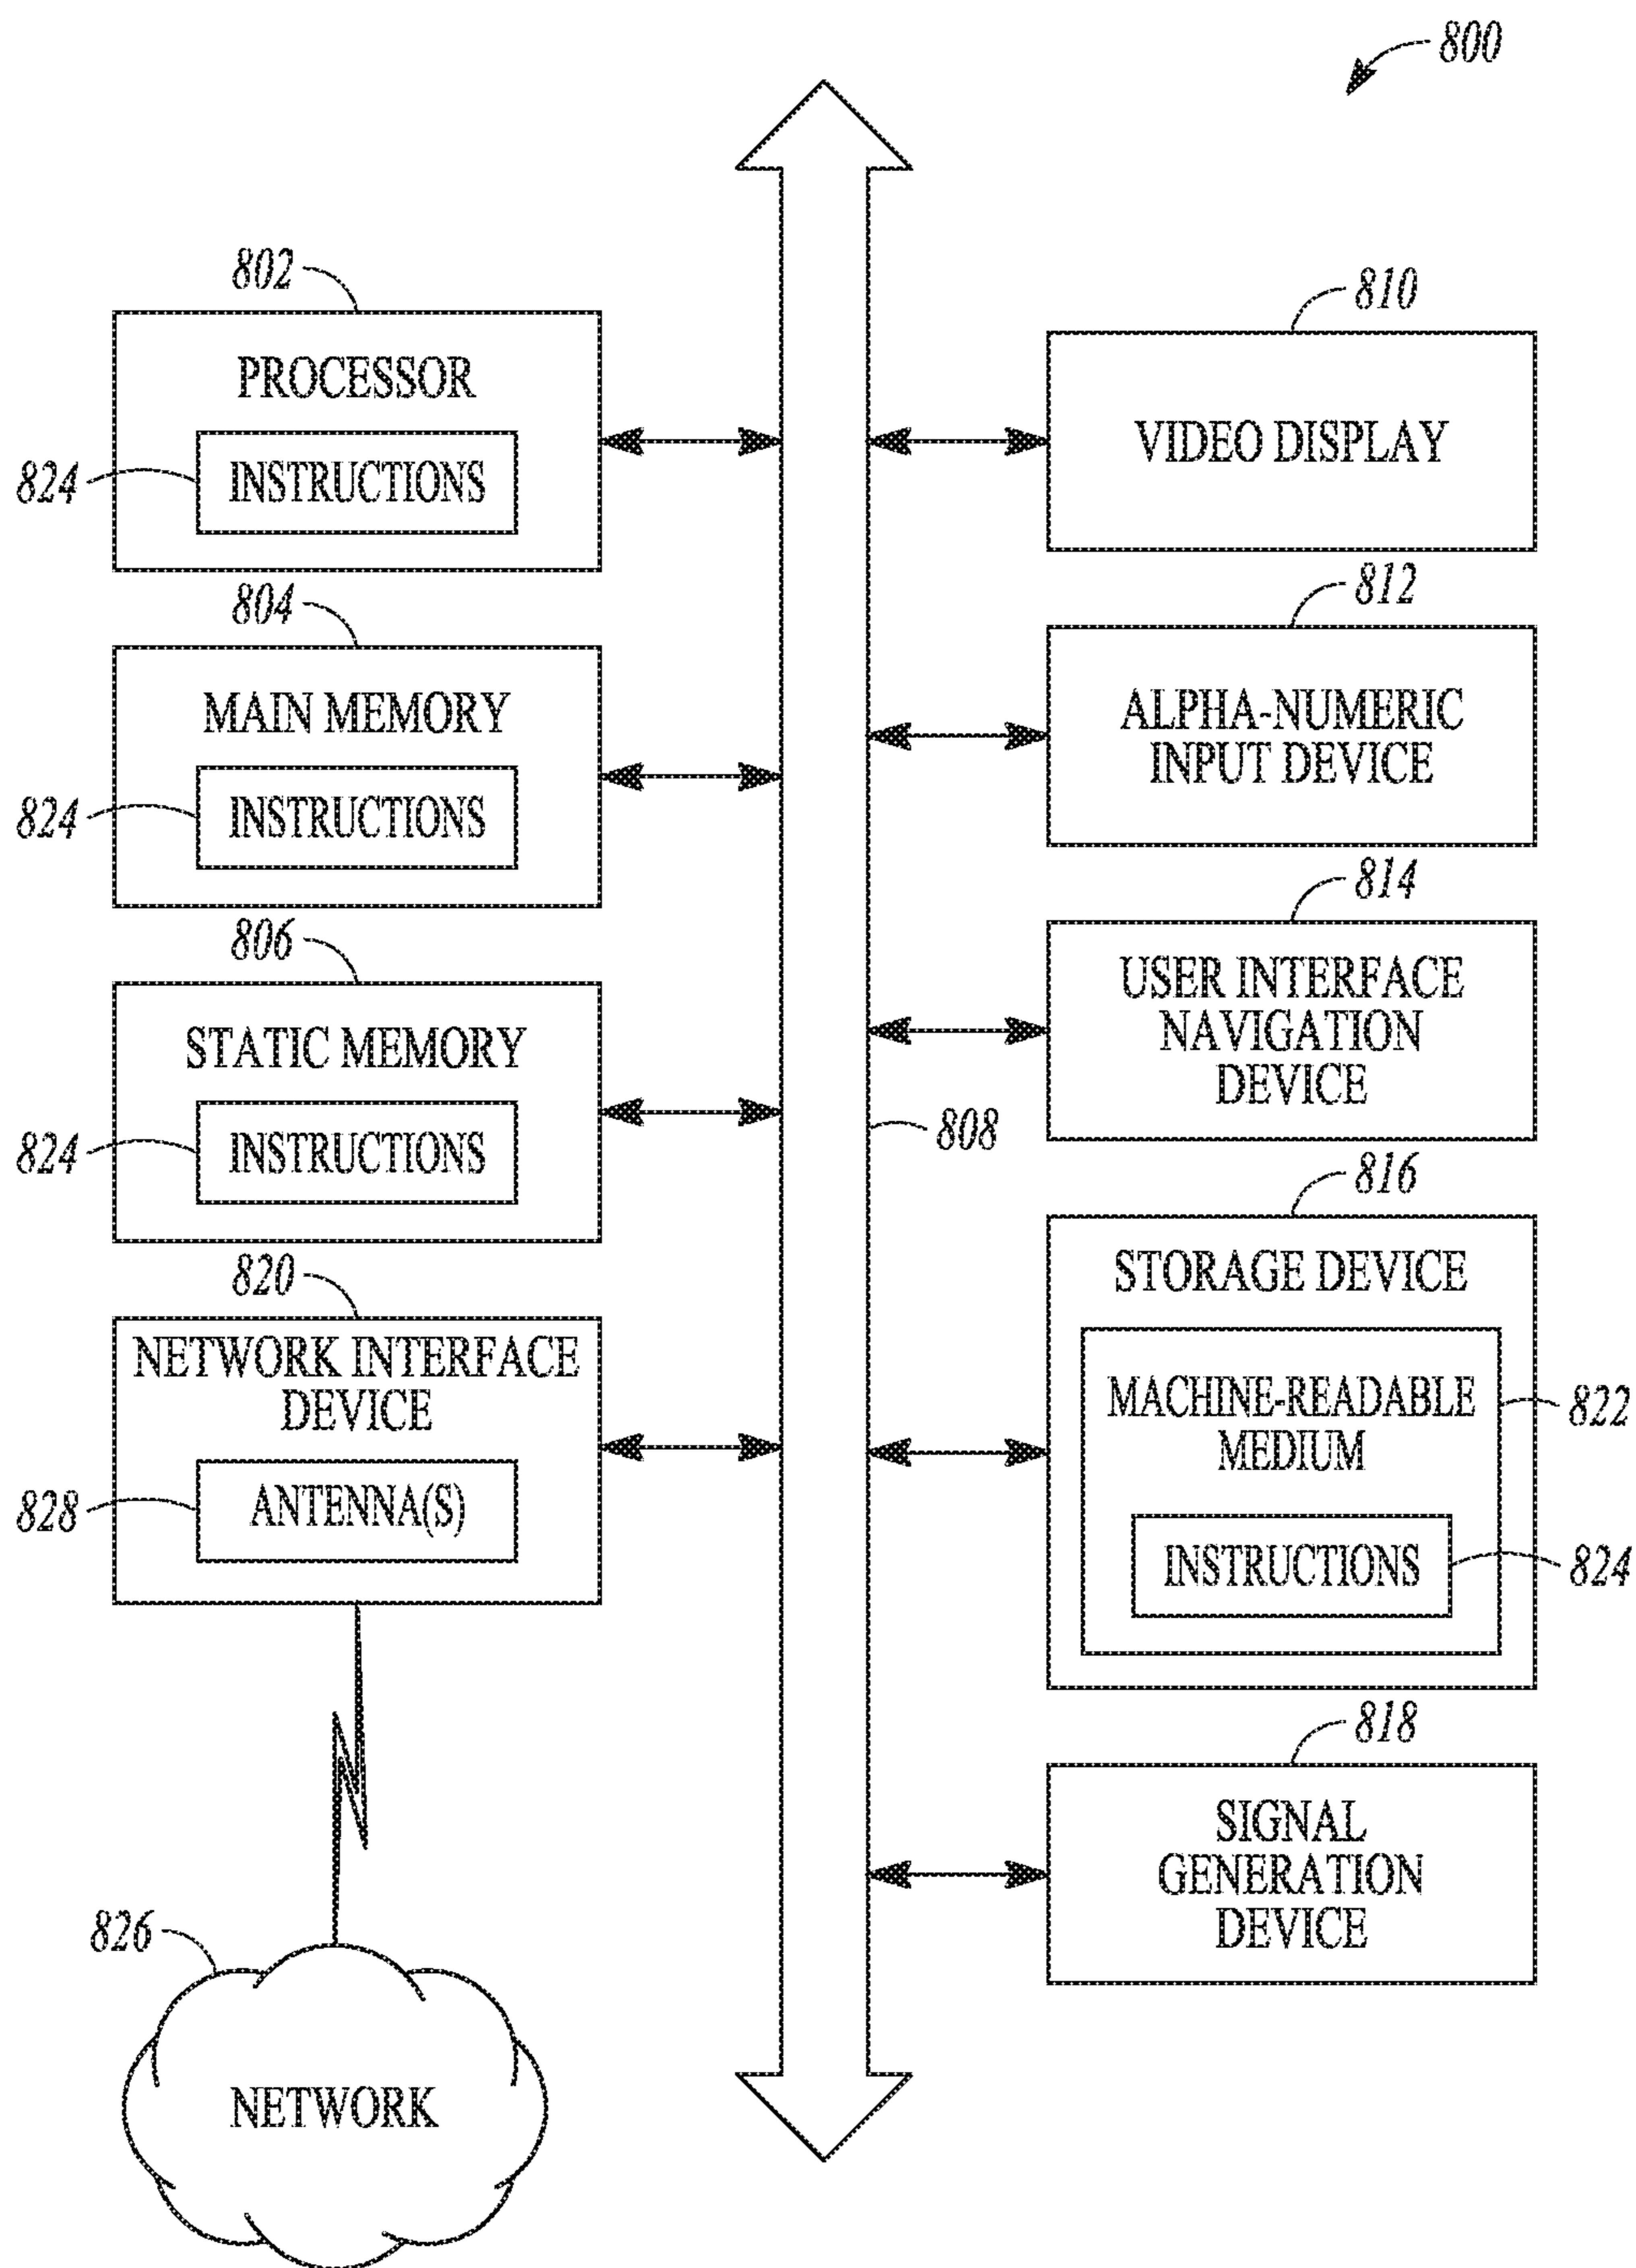 800
802
PROCESSOR
824
INSTRUCTIONS
804
MAIN MEMORY
824
INSTRUCTIONS
806
STATIC MEMORY
824
INSTRUCTIONS
820
NETWORK INTERFACE
DEVICE
828
ANTENNA(S)
826
NETWORK
808
810
VIDEO DISPLAY
812
ALPHA-NUMERIC
INPUT DEVICE
814
USER INTERFACE
NAVIGATION
DEVICE
816
STORAGE DEVICE
MACHINE-READABLE
MEDIUM
822
INSTRUCTIONS
824
818
SIGNAL
GENERATION
DEVICE